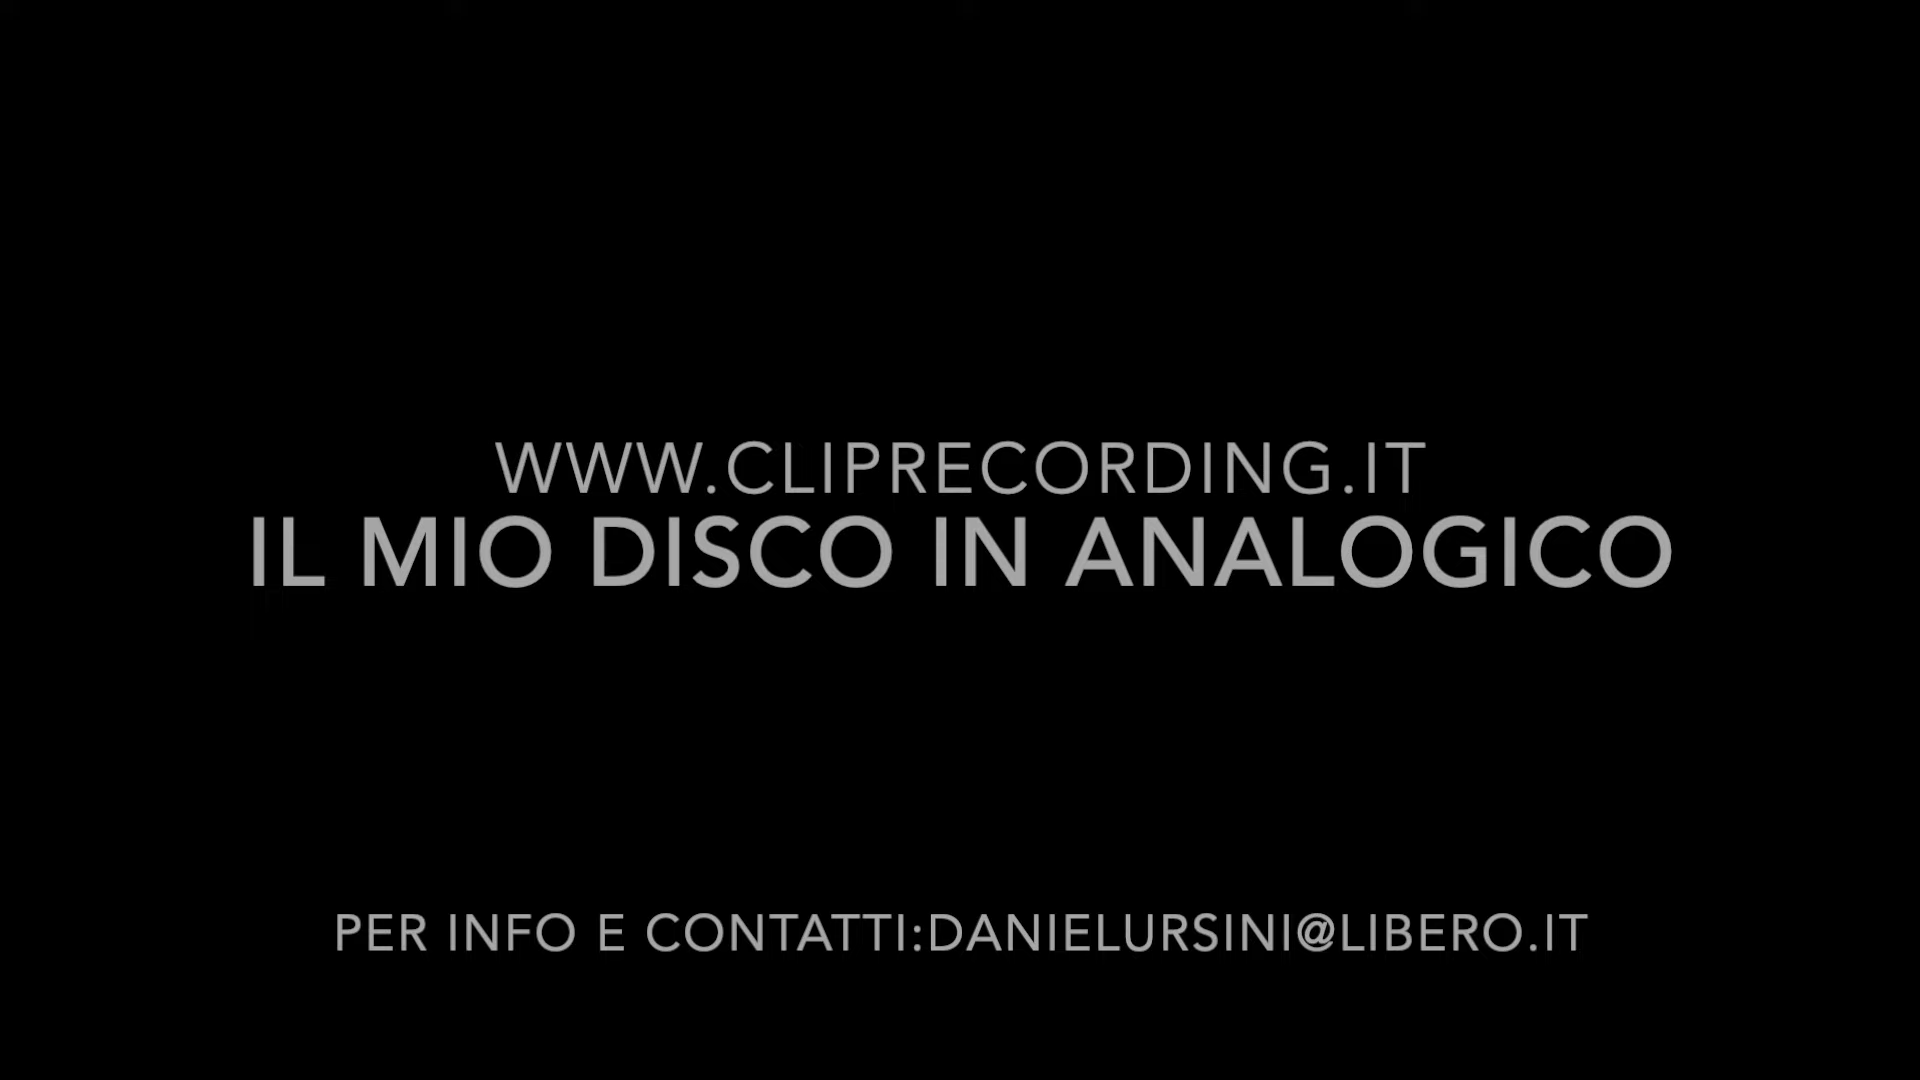 WWW.CLIPRECORDING.IT
IL MIO DISCO IN ANALOGICO
PER INFO E CONTATTI:DANIELURSINI@LIBERO.IT